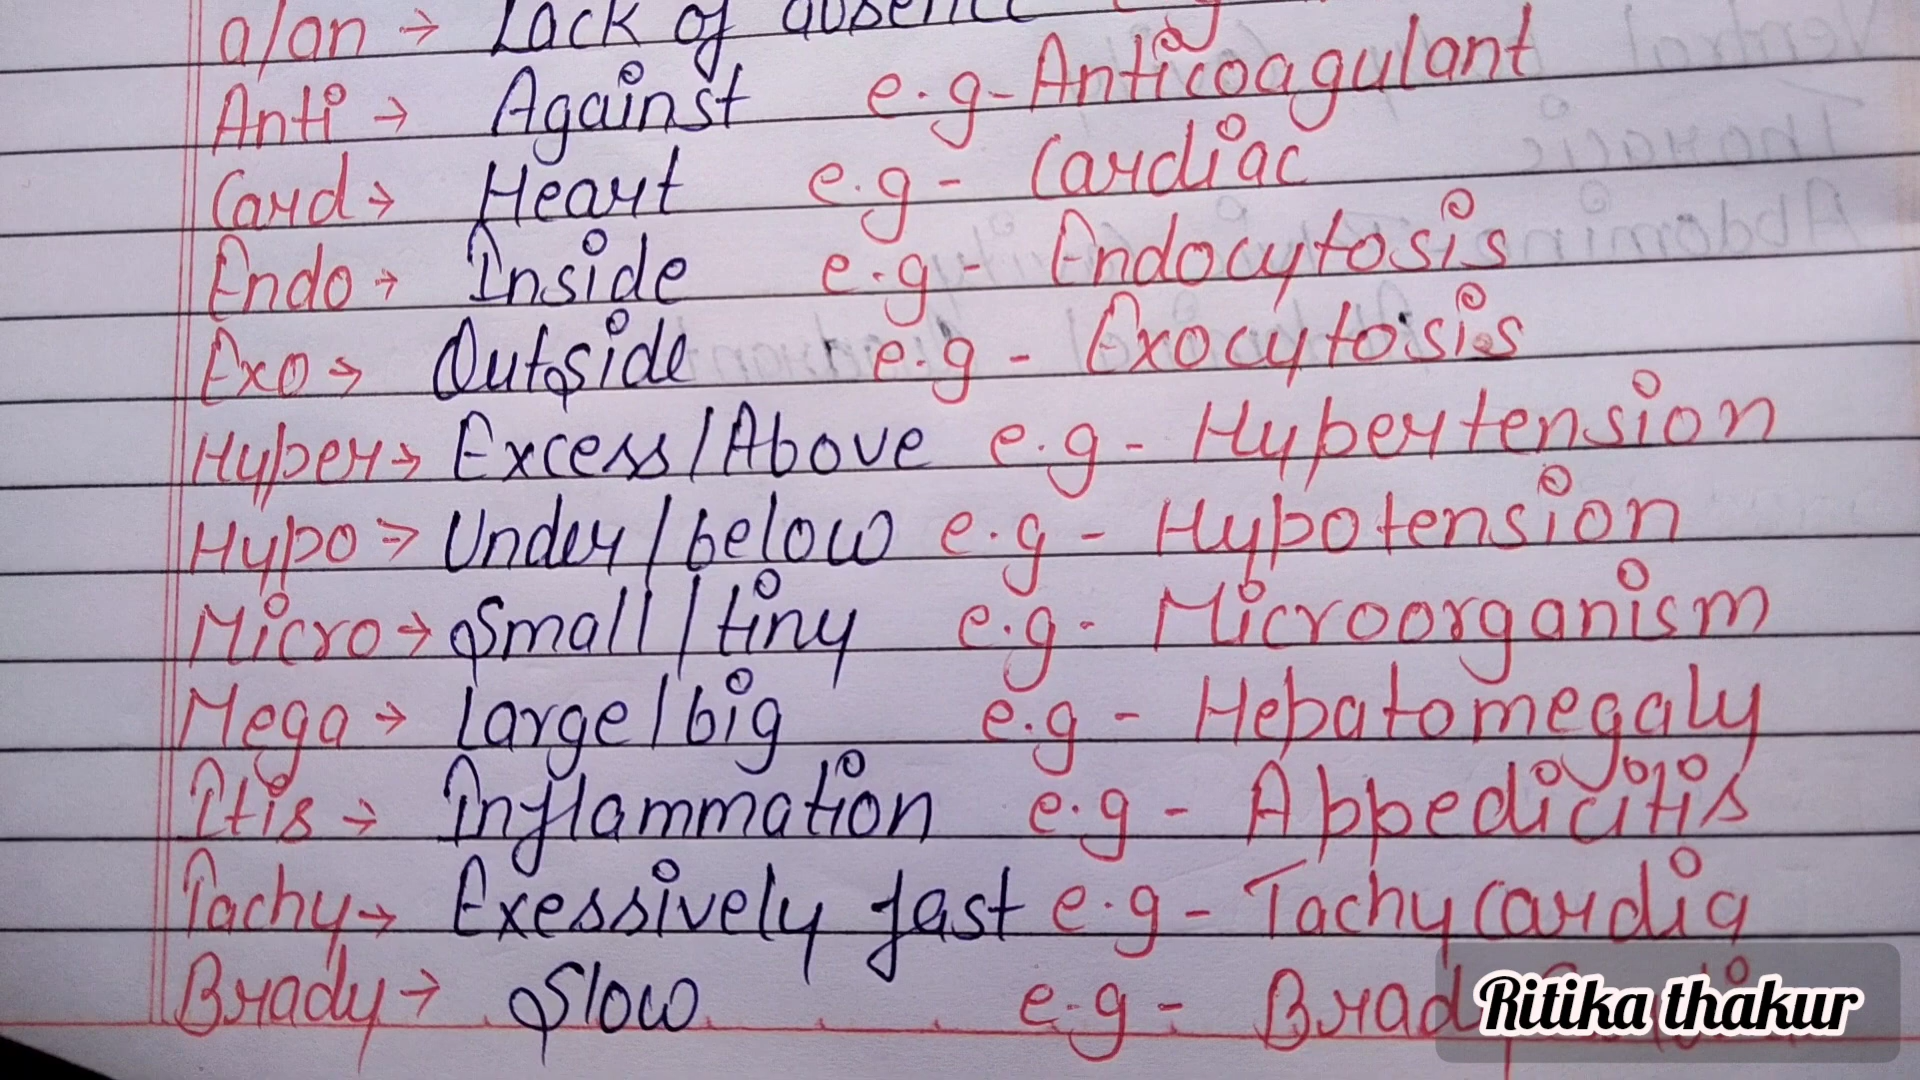 a/an → Lack of absence
Anti → Against e.g - Anticoagulant
Card → Heart e.g - Cardiac
Endo → Inside e.g - Endocytosis
Exo → Outside e.g - Exocytosis
Hyper → Excess/Above e.g - Hypertension
Hypo → Under/below e.g - Hypotension
Micro → Small/tiny e.g - Microorganism
Mega → large/big e.g - Hepatomegaly
Itis → Inflammation e.g - Appedicitis
Tachy → Exessively fast e.g - Tachycardia
Brady → Slow e.g -
Ritika thakur